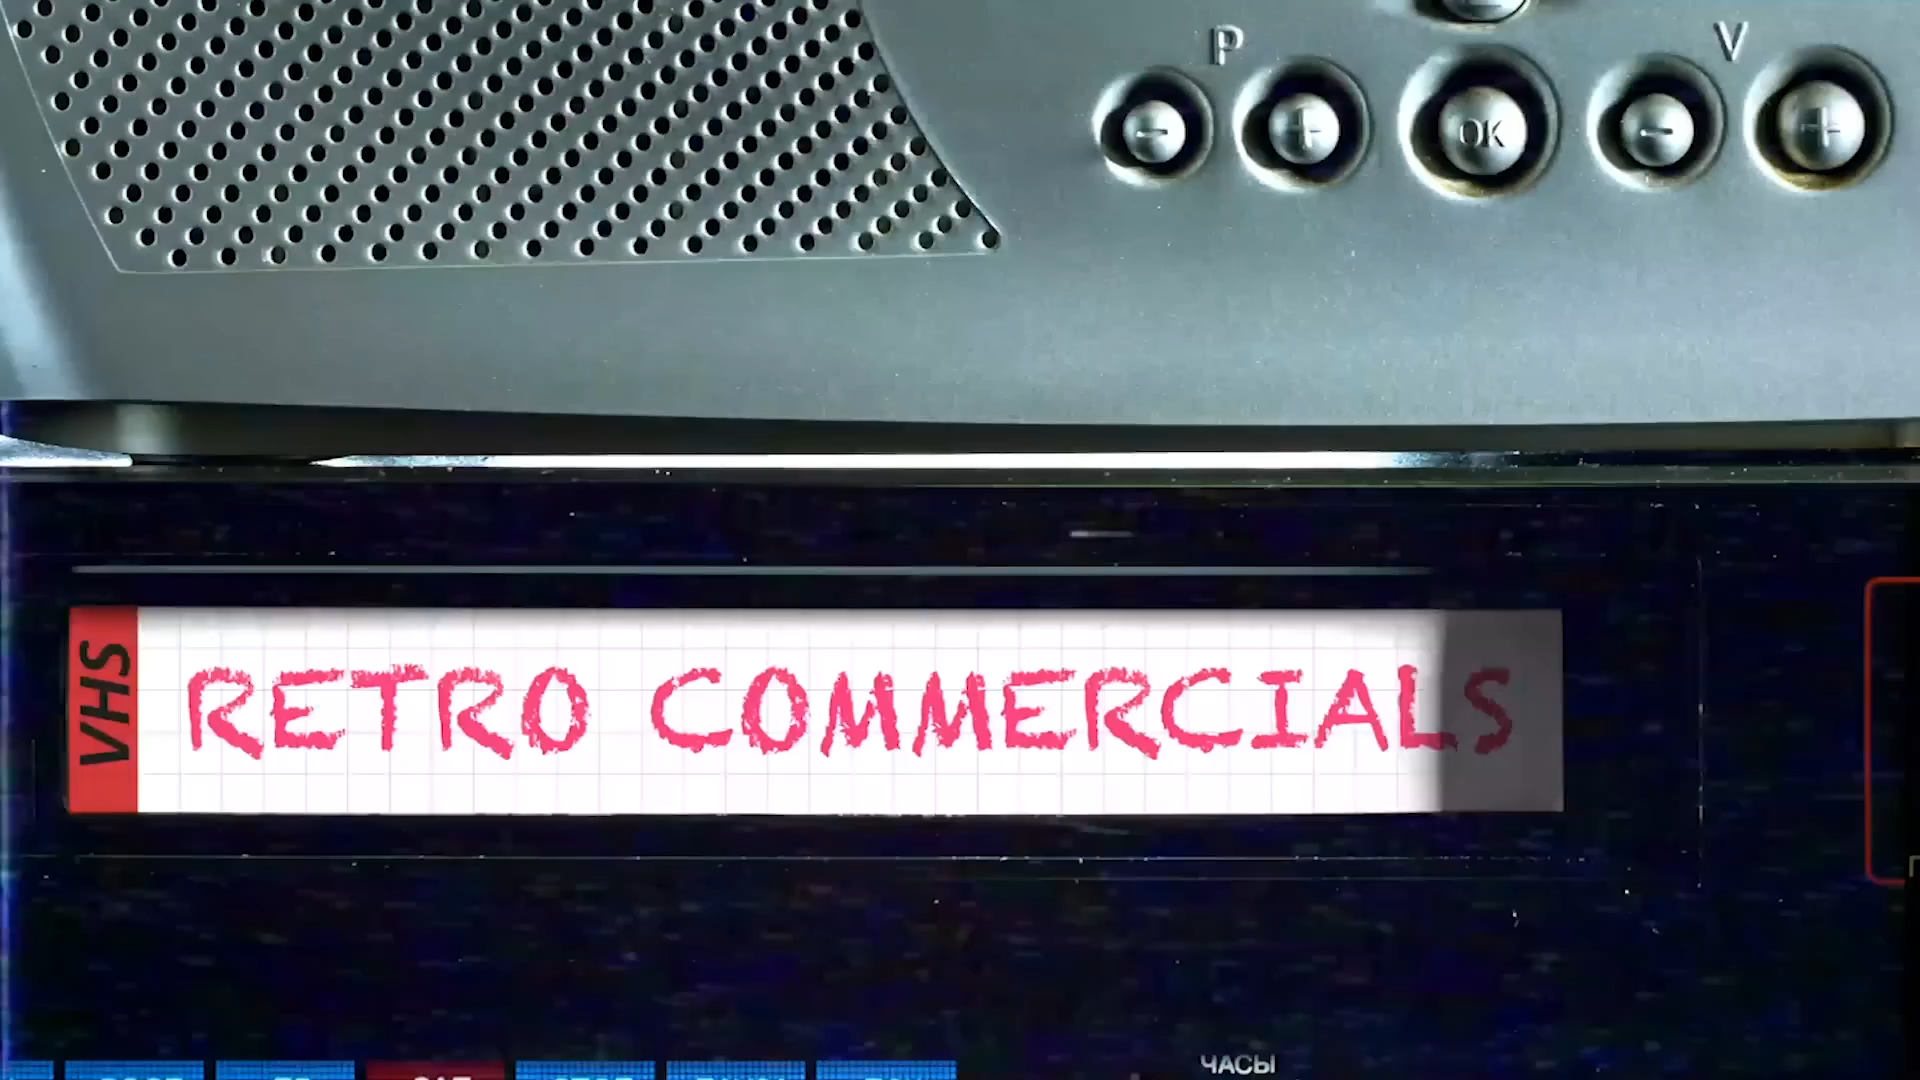 P V
- + OK - +
VHS
RETRO COMMERCIALS
ЧАСЫ